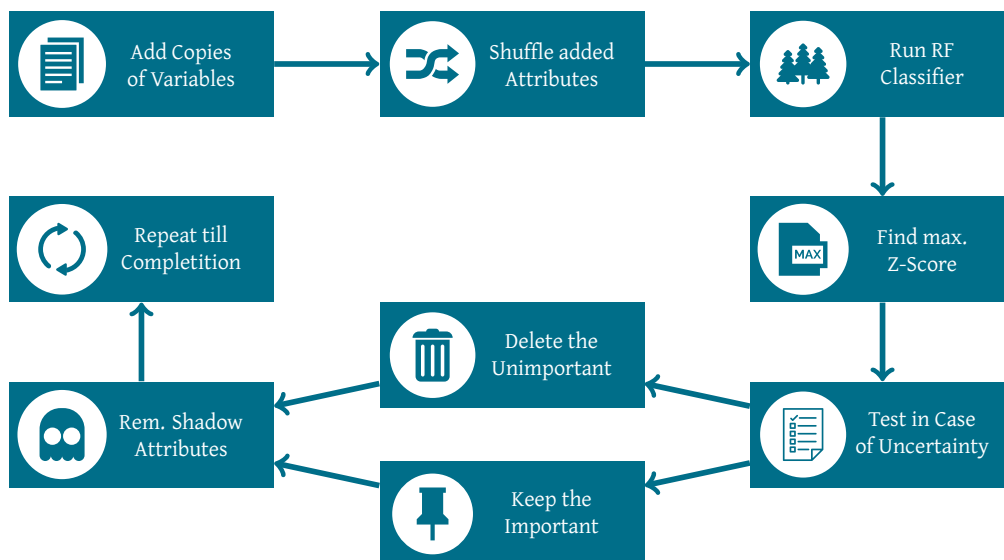 Add Copies
of Variables
Shuffle added
Attributes
Run RF
Classifier
Find max.
Z-Score
MAX
Test in Case
of Uncertainty
Delete the
Unimportant
Keep the
Important
Rem. Shadow
Attributes
Repeat till
Completition